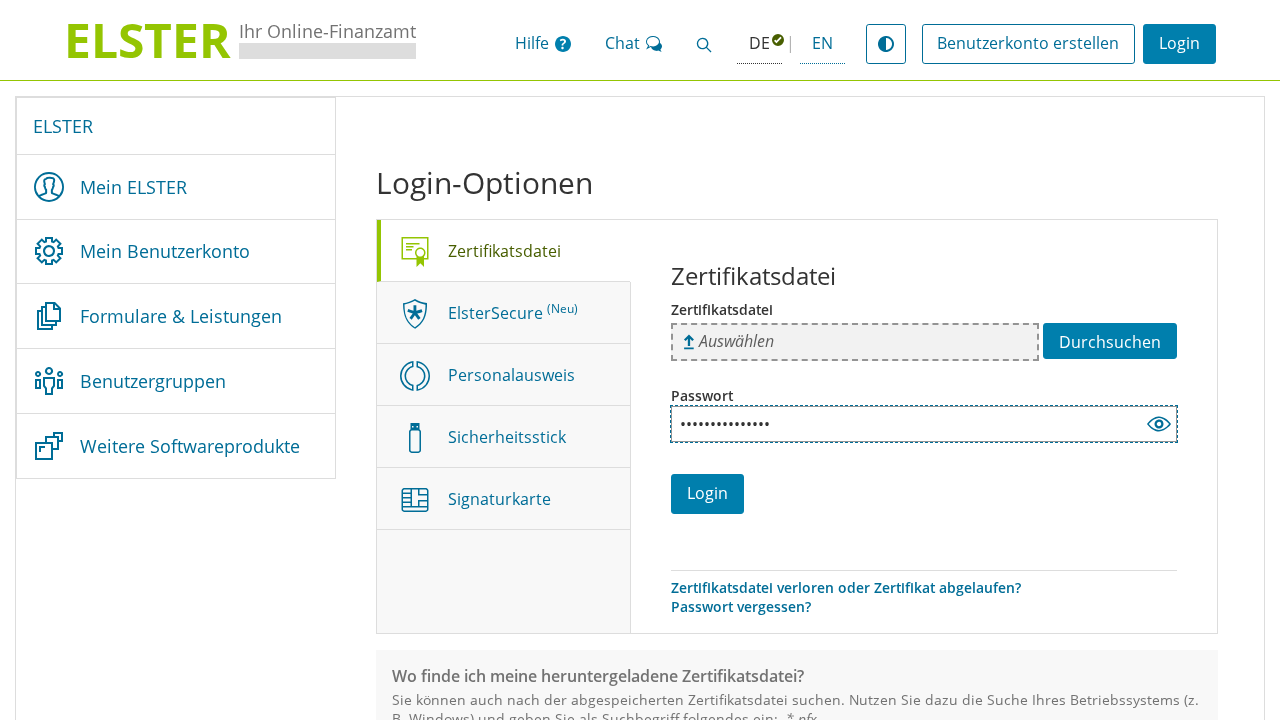 ELSTER Ihr Online-Finanzamt
Hilfe ?
Chat
DE
EN
Benutzerkonto erstellen
Login
ELSTER
Mein ELSTER
Mein Benutzerkonto
Formulare & Leistungen
Benutzergruppen
Weitere Softwareprodukte
Login-Optionen
Zertifikatsdatei
ElsterSecure (Neu)
Personalausweis
Sicherheitsstick
Signaturkarte
Zertifikatsdatei
Zertifikatsdatei
Auswählen
Durchsuchen
Passwort
•••••••••••••••
Login
Zertifikatsdatei verloren oder Zertifikat abgelaufen?
Passwort vergessen?
Wo finde ich meine heruntergeladene Zertifikatsdatei?
Sie können auch nach der abgespeicherten Zertifikatsdatei suchen. Nutzen Sie dazu die Suche Ihres Betriebssystems (z.
B. Windows) und geben Sie als Suchbegriff folgendes ein: *.pfx